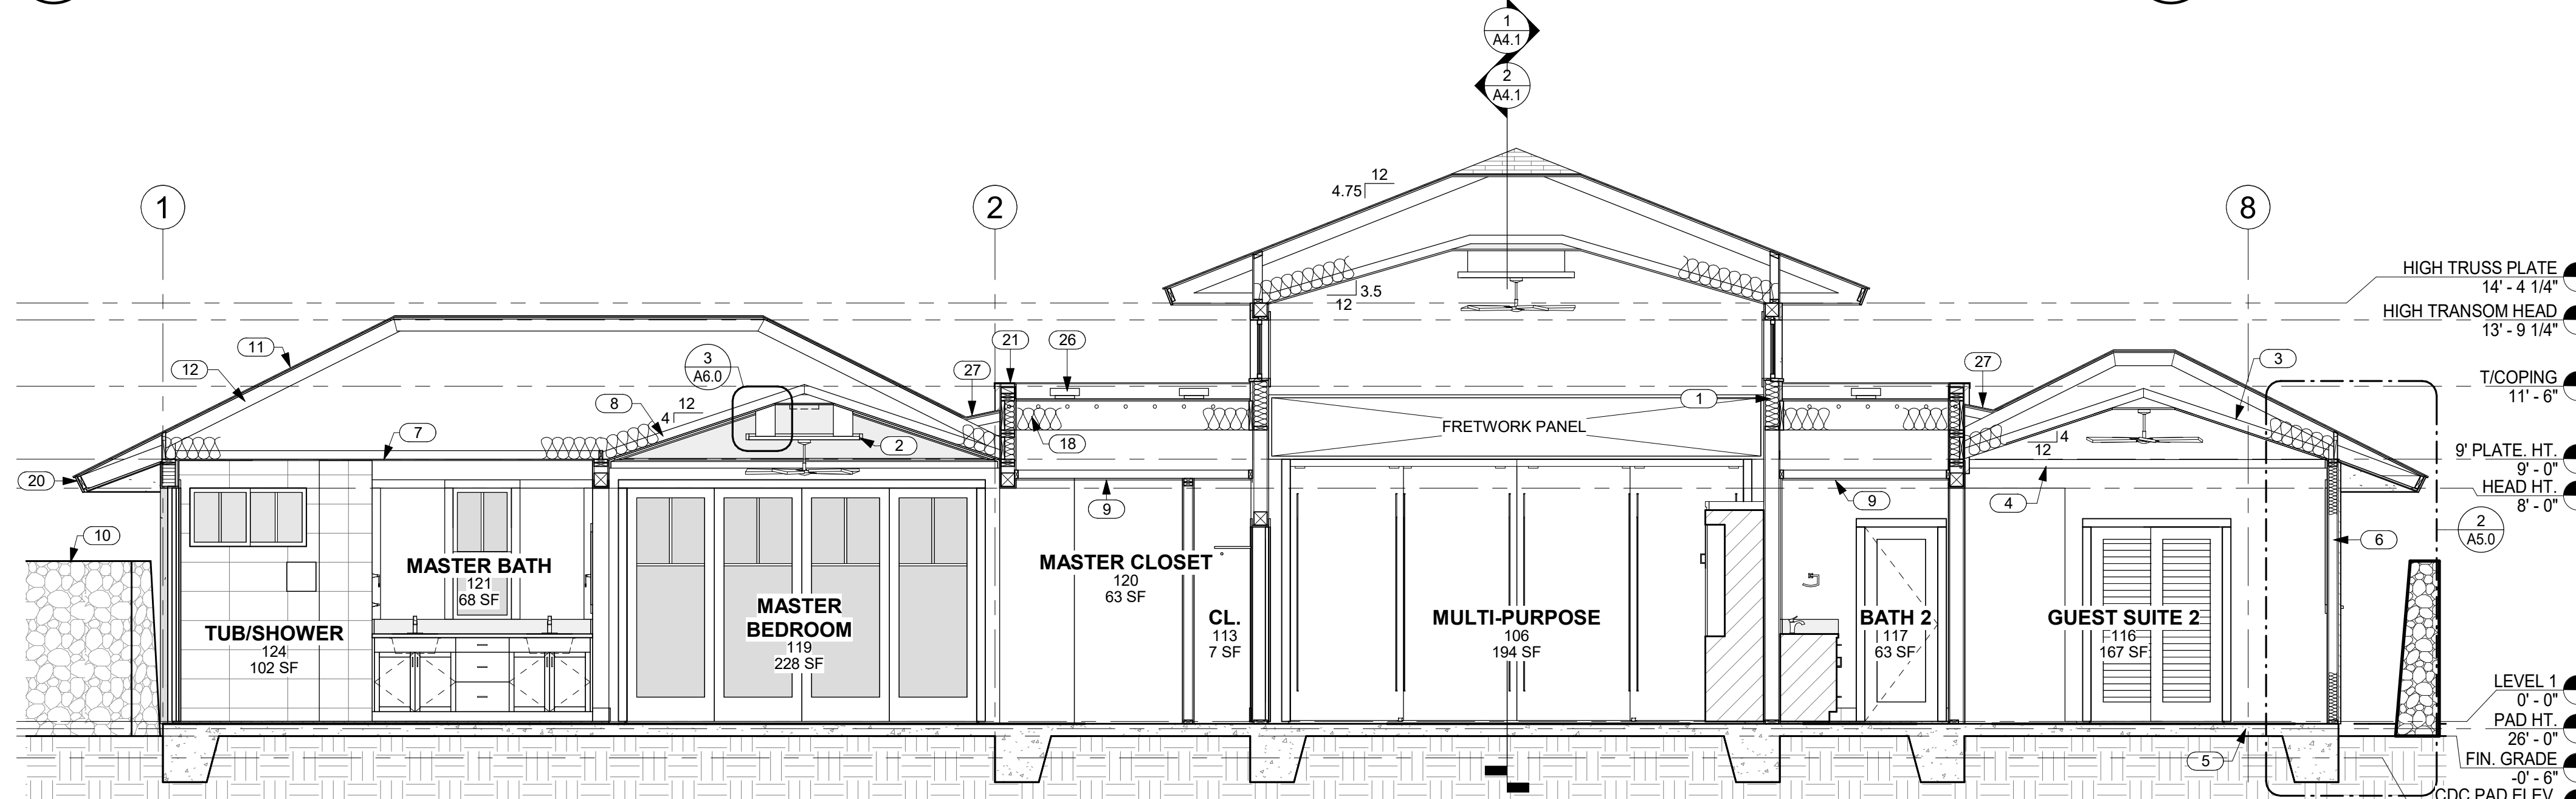 1
A4.1
2
A4.1
12
4.75
1
2
8
HIGH TRUSS PLATE
14' - 4 1/4"
3.5
12
HIGH TRANSOM HEAD
13' - 9 1/4"
11
12
3
A6.0
27
21
26
27
3
T/COPING
11' - 6"
8
12
4
1
FRETWORK PANEL
7
2
18
4
12
9' PLATE. HT.
9' - 0"
20
9
9
4
HEAD HT.
8' - 0"
10
2
A5.0
6
MASTER BATH
121
68 SF
MASTER CLOSET
120
63 SF
TUB/SHOWER
124
102 SF
MASTER
BEDROOM
119
228 SF
CL.
113
7 SF
MULTI-PURPOSE
106
194 SF
BATH 2
117
63 SF
GUEST SUITE 2
116
167 SF
LEVEL 1
0' - 0"
PAD HT.
26' - 0"
5
FIN. GRADE
-0' - 6"
CDC PAD ELEV.